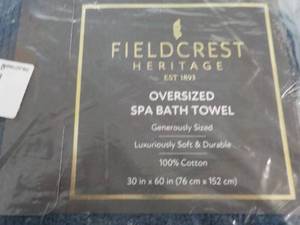 FIELDCREST
HERITAGE
EST 1893
OVERSIZED
SPA BATH TOWEL
Generously Sized
Luxuriously Soft & Durable
100% Cotton
30 in x 60 in (76 cm x 152 cm)